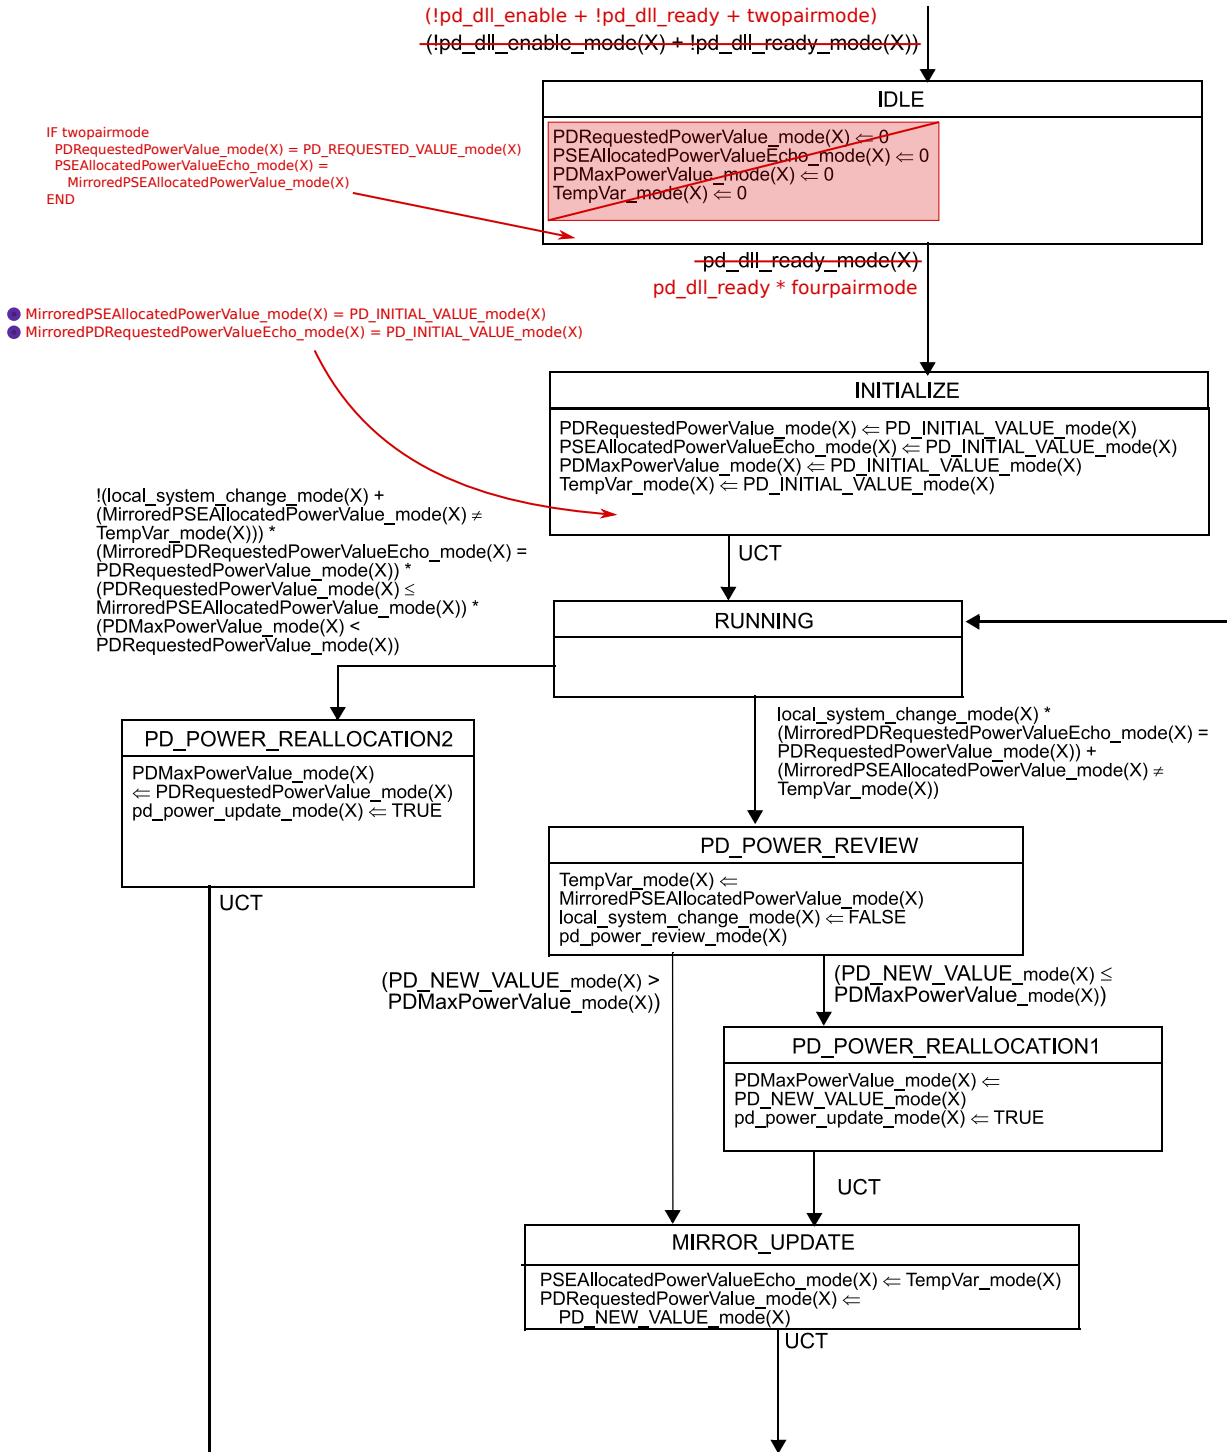 (!pd_dll_enable + !pd_dll_ready + twopairmode)
(!pd_dll_enable_mode(X) + !pd_dll_ready_mode(X))
IDLE
PDRequestedPowerValue_mode(X) ⇐ 0
PSEAllocatedPowerValueEcho_mode(X) ⇐ 0
PDMaxPowerValue_mode(X) ⇐ 0
TempVar_mode(X) ⇐ 0
IF twopairmode
PDRequestedPowerValue_mode(X) = PD_REQUESTED_VALUE_mode(X)
PSEAllocatedPowerValueEcho_mode(X) =
MirroredPSEAllocatedPowerValue_mode(X)
END
pd_dll_ready_mode(X)
pd_dll_ready * fourpairmode
MirroredPSEAllocatedPowerValue_mode(X) = PD_INITIAL_VALUE_mode(X)
MirroredPDRequestedPowerValueEcho_mode(X) = PD_INITIAL_VALUE_mode(X)
INITIALIZE
PDRequestedPowerValue_mode(X) ⇐ PD_INITIAL_VALUE_mode(X)
PSEAllocatedPowerValueEcho_mode(X) ⇐ PD_INITIAL_VALUE_mode(X)
PDMaxPowerValue_mode(X) ⇐ PD_INITIAL_VALUE_mode(X)
TempVar_mode(X) ⇐ PD_INITIAL_VALUE_mode(X)
UCT
!(local_system_change_mode(X) +
(MirroredPSEAllocatedPowerValue_mode(X) ≠
TempVar_mode(X))) *
(MirroredPDRequestedPowerValueEcho_mode(X) =
PDRequestedPowerValue_mode(X)) *
(PDRequestedPowerValue_mode(X) ≤
MirroredPSEAllocatedPowerValue_mode(X)) *
(PDMaxPowerValue_mode(X) <
PDRequestedPowerValue_mode(X))
RUNNING
PD_POWER_REALLOCATION2
PDMaxPowerValue_mode(X)
⇐ PDRequestedPowerValue_mode(X)
pd_power_update_mode(X) ⇐ TRUE
UCT
local_system_change_mode(X) *
(MirroredPDRequestedPowerValueEcho_mode(X) =
PDRequestedPowerValue_mode(X)) +
(MirroredPSEAllocatedPowerValue_mode(X) ≠
TempVar_mode(X))
PD_POWER_REVIEW
TempVar_mode(X) ⇐
MirroredPSEAllocatedPowerValue_mode(X)
local_system_change_mode(X) ⇐ FALSE
pd_power_review_mode(X)
(PD_NEW_VALUE_mode(X) >
PDMaxPowerValue_mode(X))
(PD_NEW_VALUE_mode(X) ≤
PDMaxPowerValue_mode(X))
PD_POWER_REALLOCATION1
PDMaxPowerValue_mode(X) ⇐
PD_NEW_VALUE_mode(X)
pd_power_update_mode(X) ⇐ TRUE
UCT
MIRROR_UPDATE
PSEAllocatedPowerValueEcho_mode(X) ⇐ TempVar_mode(X)
PDRequestedPowerValue_mode(X) ⇐
PD_NEW_VALUE_mode(X)
UCT